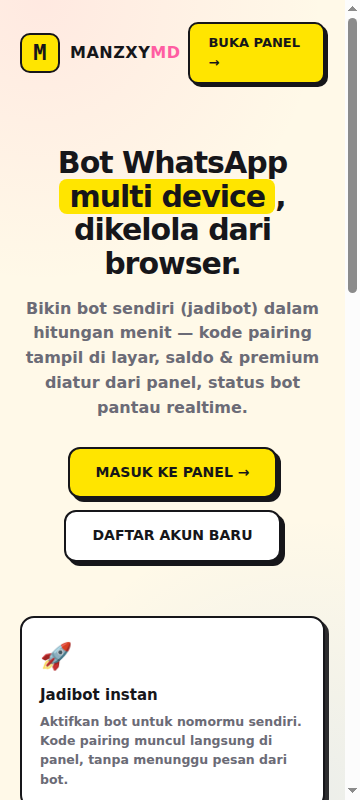 M MANZXYMD
BUKA PANEL
→
Bot WhatsApp
multi device,
dikelola dari
browser.
Bikin bot sendiri (jadibot) dalam
hitungan menit — kode pairing
tampil di layar, saldo & premium
diatur dari panel, status bot
pantau realtime.
MASUK KE PANEL →
DAFTAR AKUN BARU
🚀
Jadibot instan
Aktifkan bot untuk nomormu sendiri.
Kode pairing muncul langsung di
panel, tanpa menunggu pesan dari
bot.